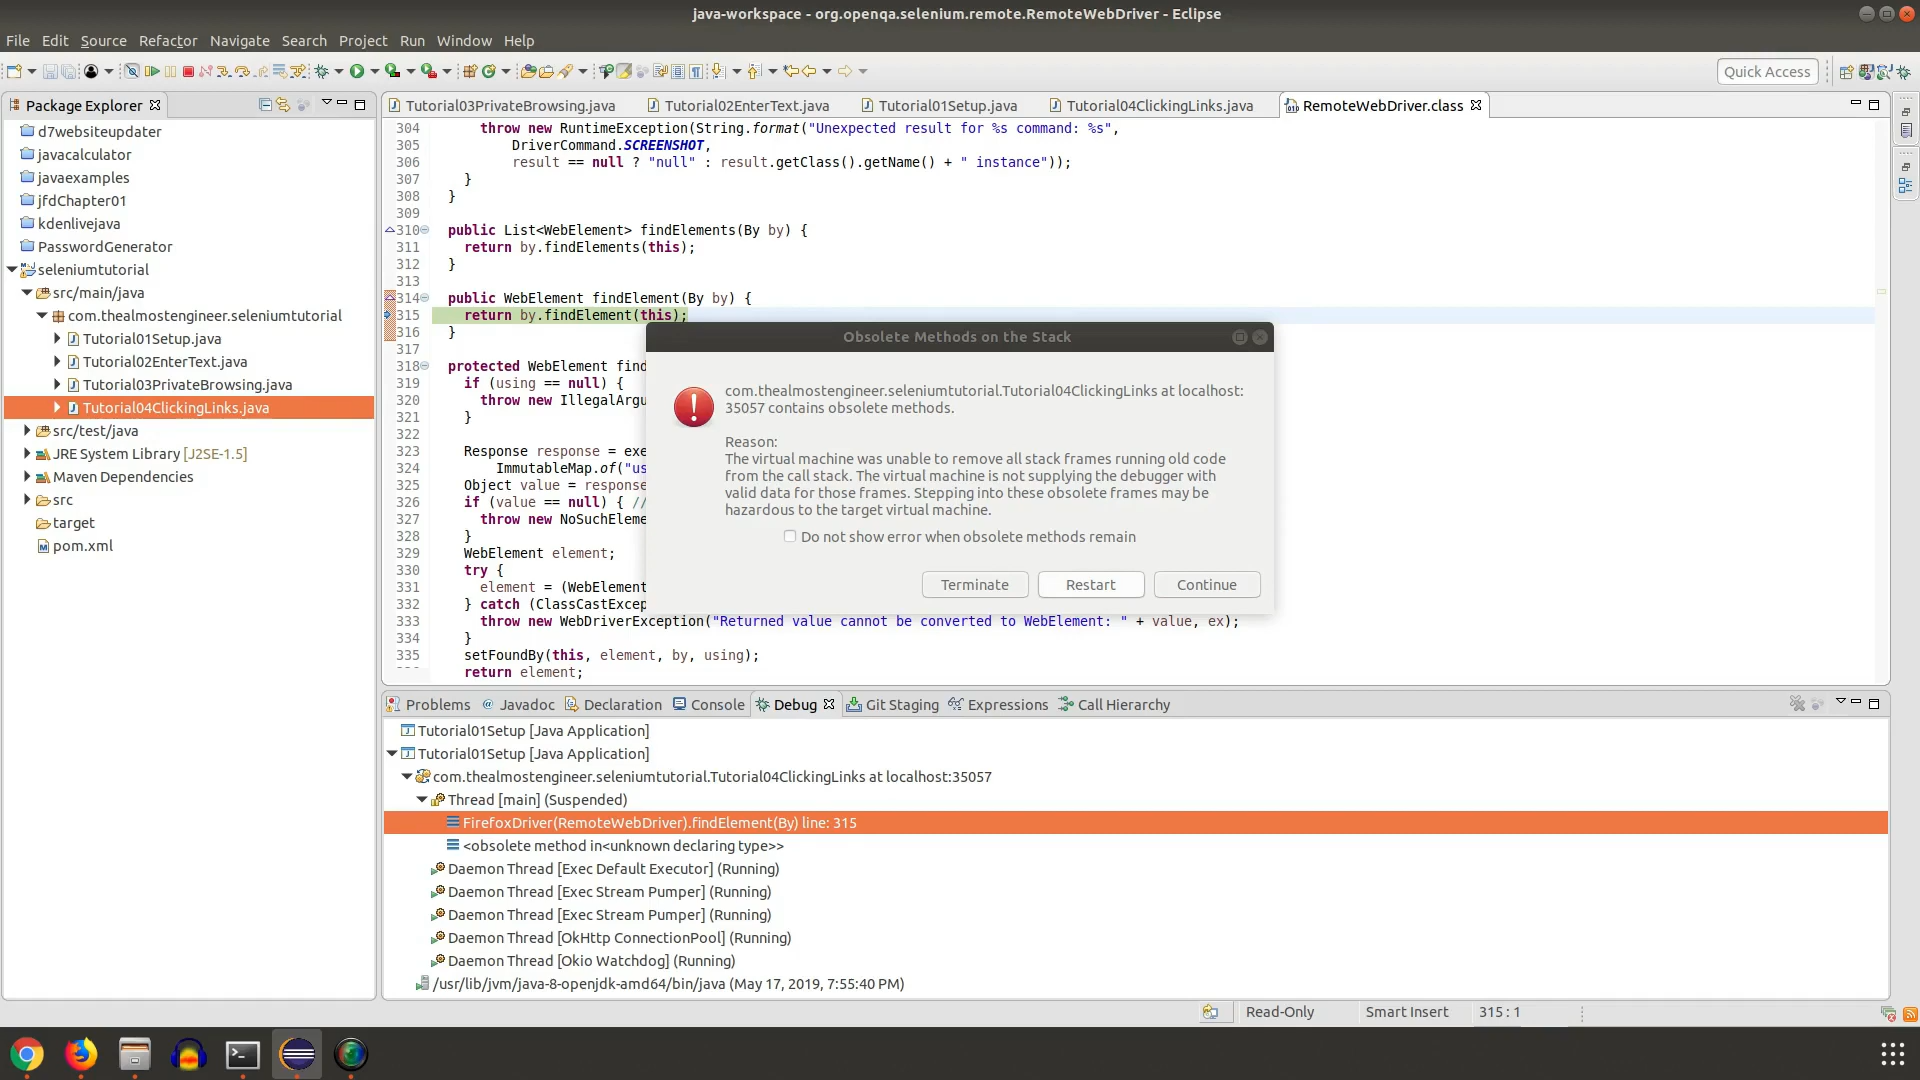 java-workspace - org.openqa.selenium.remote.RemoteWebDriver - Eclipse
File Edit Source Refactor Navigate Search Project Run Window Help
Quick Access
Package Explorer
Tutorial03PrivateBrowsing.java Tutorial02EnterText.java Tutorial01Setup.java Tutorial04ClickingLinks.java RemoteWebDriver.class
d7websiteupdater
javacalculator
javaexamples
jfdChapter01
kdenlivejava
PasswordGenerator
seleniumtutorial
src/main/java
com.thealmostengineer.seleniumtutorial
Tutorial01Setup.java
Tutorial02EnterText.java
Tutorial03PrivateBrowsing.java
Tutorial04ClickingLinks.java
src/test/java
JRE System Library [J2SE-1.5]
Maven Dependencies
src
target
pom.xml
304 throw new RuntimeException(String.format("Unexpected result for %s command: %s",
305 DriverCommand.SCREENSHOT,
306 result == null ? "null" : result.getClass().getName() + " instance"));
307 }
308 }
309
310 public List<WebElement> findElements(By by) {
311 return by.findElements(this);
312 }
313
314 public WebElement findElement(By by) {
315 return by.findElement(this);
316 }
317
318 protected WebElement find
319 if (using == null) {
320 throw new IllegalArgu
321 }
322
323 Response response = exe
324 ImmutableMap.of("us
325 Object value = response
326 if (value == null) { //
327 throw new NoSuchEleme
328 }
329 WebElement element;
330 try {
331 element = (WebElement
332 } catch (ClassCastExcep
333 throw new WebDriverException("Returned value cannot be converted to WebElement: " + value, ex);
334 }
335 setFoundBy(this, element, by, using);
return element;
Obsolete Methods on the Stack
com.thealmostengineer.seleniumtutorial.Tutorial04ClickingLinks at localhost:
35057 contains obsolete methods.
Reason:
The virtual machine was unable to remove all stack frames running old code
from the call stack. The virtual machine is not supplying the debugger with
valid data for those frames. Stepping into these obsolete frames may be
hazardous to the target virtual machine.
Do not show error when obsolete methods remain
Terminate Restart Continue
Problems Javadoc Declaration Console Debug Git Staging Expressions Call Hierarchy
Tutorial01Setup [Java Application]
Tutorial01Setup [Java Application]
com.thealmostengineer.seleniumtutorial.Tutorial04ClickingLinks at localhost:35057
Thread [main] (Suspended)
FirefoxDriver(RemoteWebDriver).findElement(By) line: 315
<obsolete method in<unknown declaring type>>
Daemon Thread [Exec Default Executor] (Running)
Daemon Thread [Exec Stream Pumper] (Running)
Daemon Thread [Exec Stream Pumper] (Running)
Daemon Thread [OkHttp ConnectionPool] (Running)
Daemon Thread [Okio Watchdog] (Running)
/usr/lib/jvm/java-8-openjdk-amd64/bin/java (May 17, 2019, 7:55:40 PM)
Read-Only Smart Insert 315 : 1